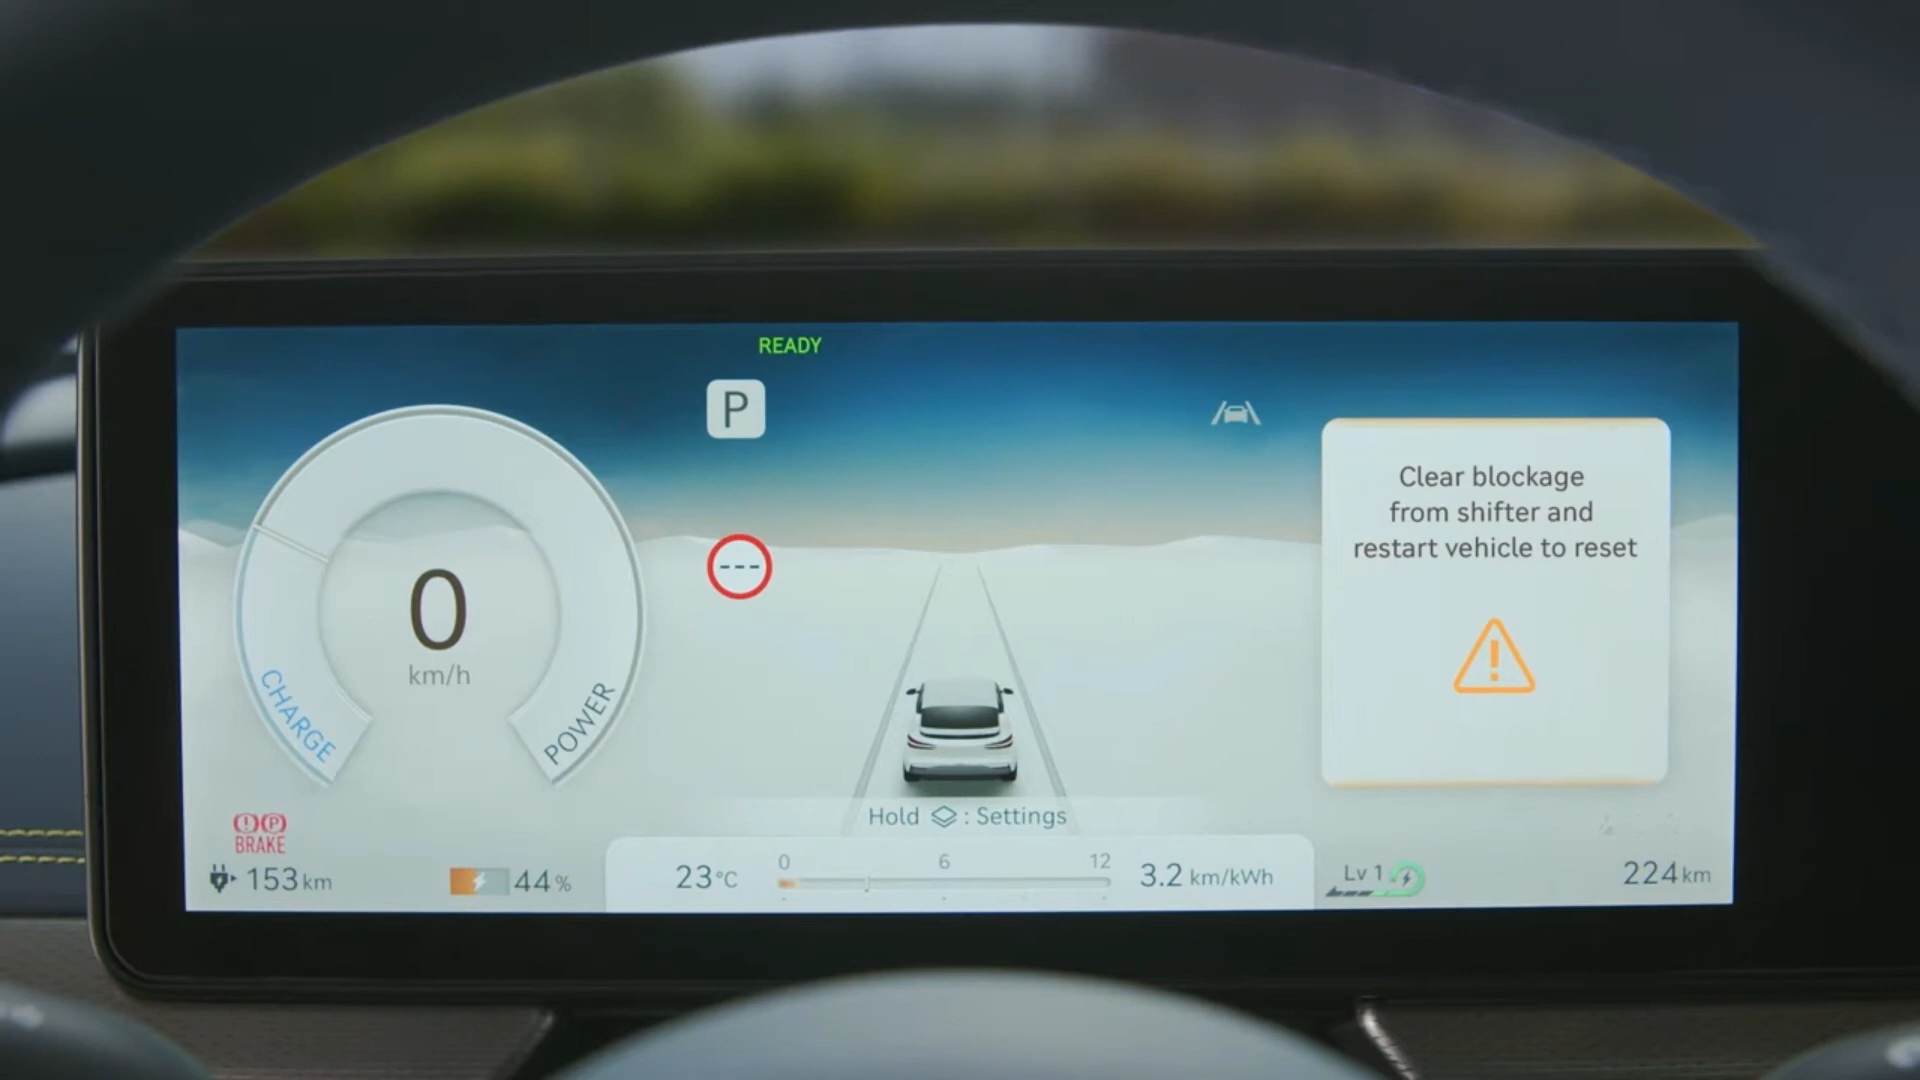 READY
P
Clear blockage
from shifter and
restart vehicle to reset
---
0
km/h
CHARGE
POWER
Hold : Settings
P
BRAKE
153 km
44 %
23°C
0 6 12
3.2 km/kWh
Lv 1
224 km